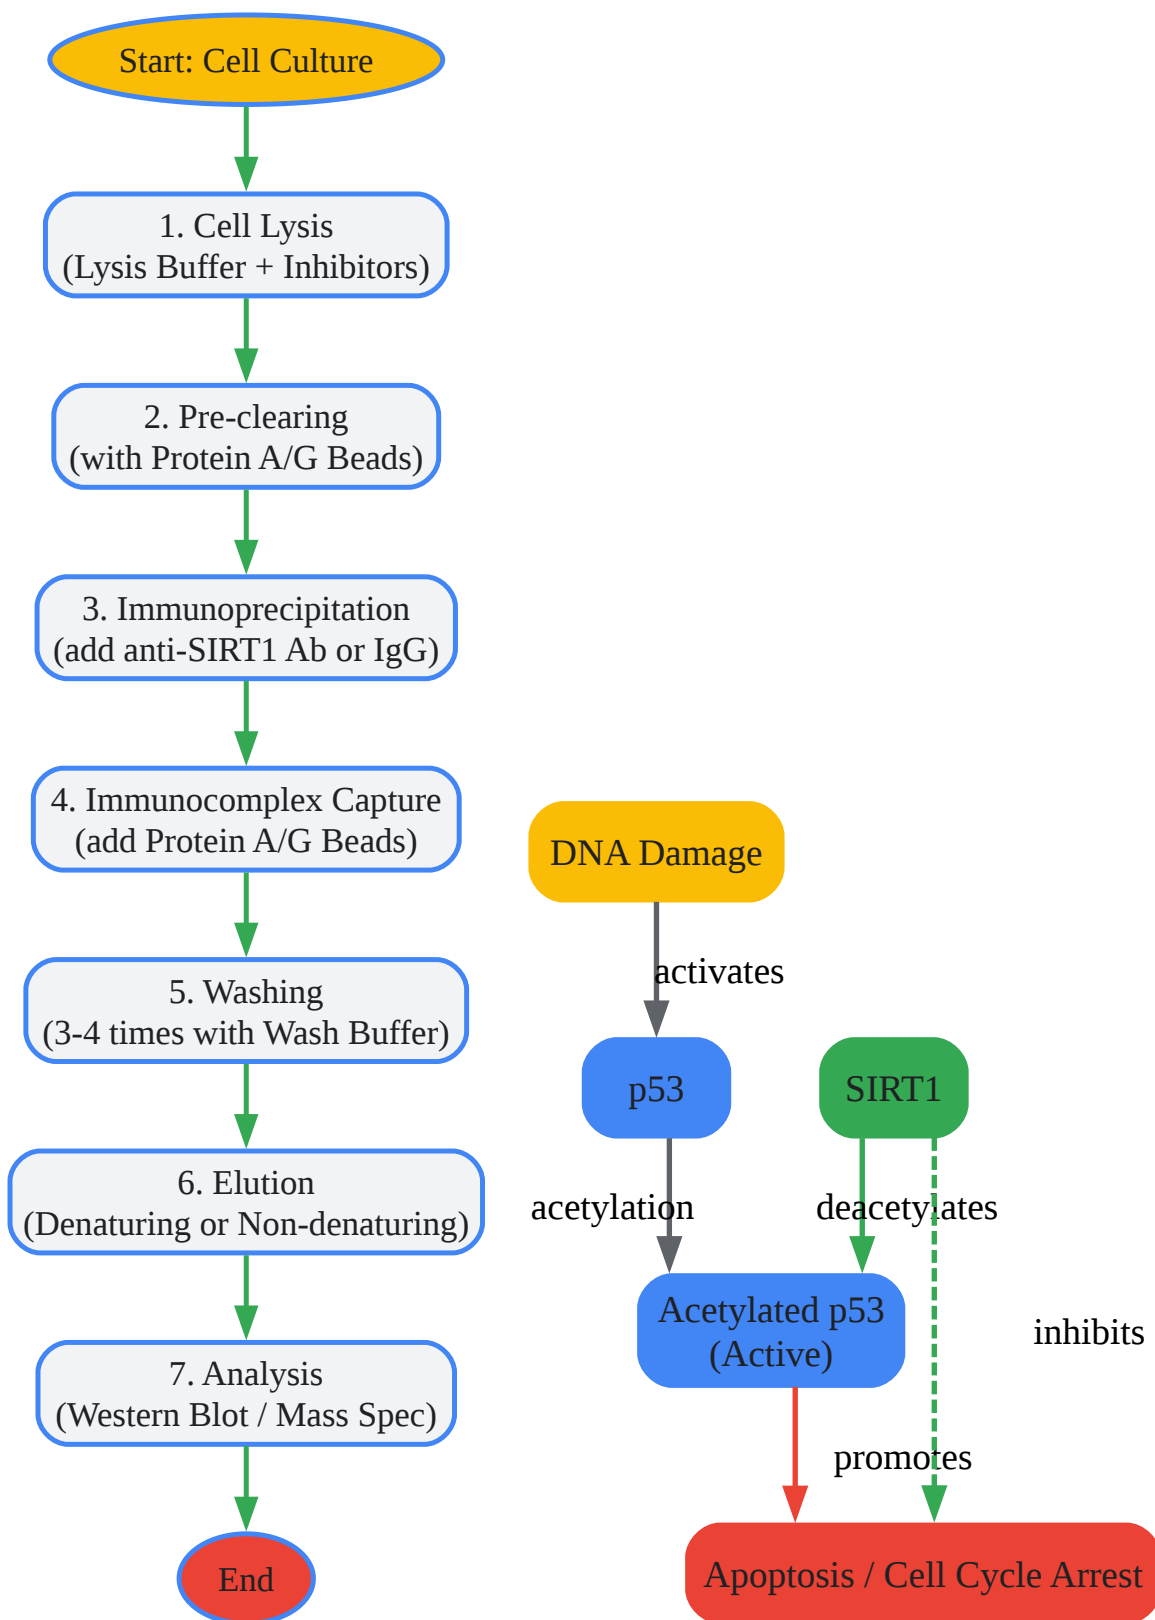 Start: Cell Culture
1. Cell Lysis
(Lysis Buffer + Inhibitors)
2. Pre-clearing
(with Protein A/G Beads)
3. Immunoprecipitation
(add anti-SIRT1 Ab or IgG)
4. Immunocomplex Capture
(add Protein A/G Beads)
5. Washing
(3-4 times with Wash Buffer)
6. Elution
(Denaturing or Non-denaturing)
7. Analysis
(Western Blot / Mass Spec)
End
DNA Damage
activates
p53
SIRT1
acetylation
deacetylates
Acetylated p53
(Active)
inhibits
promotes
Apoptosis / Cell Cycle Arrest